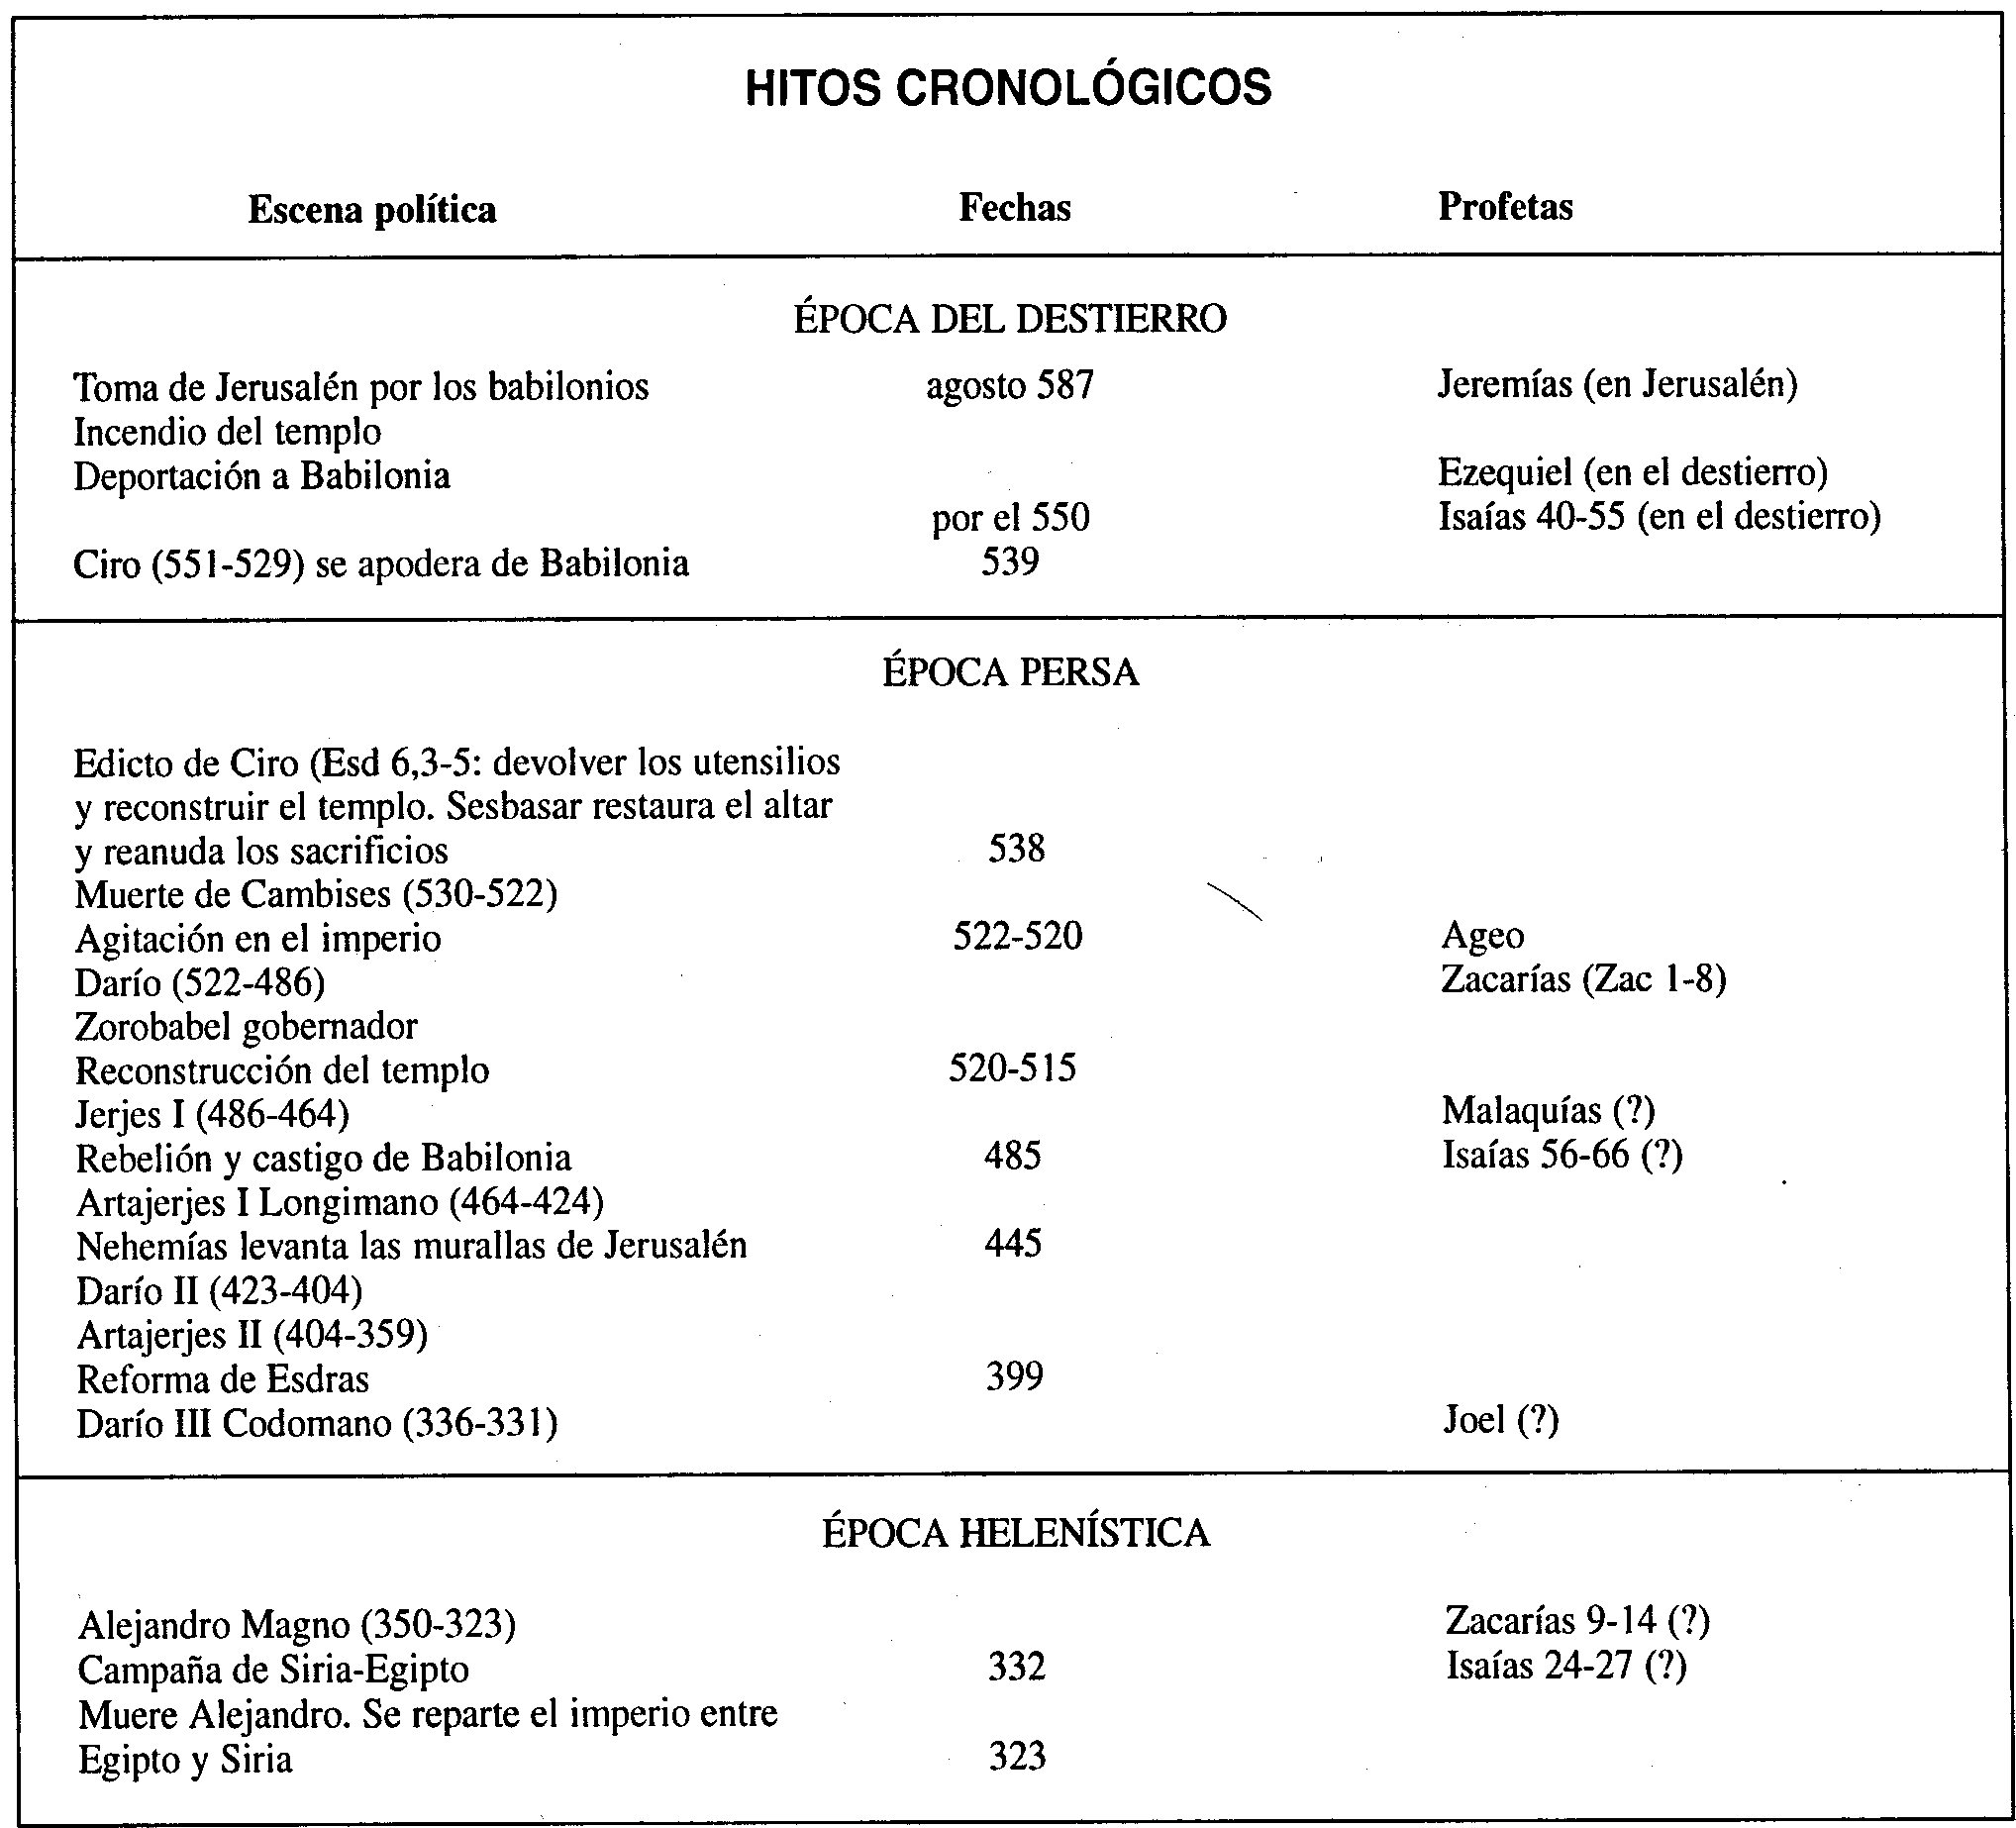 HITOS CRONOLÓGICOS
Escena política Fechas Profetas
ÉPOCA DEL DESTIERRO
Toma de Jerusalén por los babilonios agosto 587 Jeremías (en Jerusalén)
Incendio del templo
Deportación a Babilonia Ezequiel (en el destierro)
por el 550 Isaías 40-55 (en el destierro)
Ciro (551-529) se apodera de Babilonia 539
ÉPOCA PERSA
Edicto de Ciro (Esd 6,3-5: devolver los utensilios
y reconstruir el templo. Sesbasar restaura el altar
y reanuda los sacrificios 538
Muerte de Cambises (530-522)
Agitación en el imperio 522-520 Ageo
Darío (522-486) Zacarías (Zac 1-8)
Zorobabel gobernador
Reconstrucción del templo 520-515
Jerjes I (486-464) Malaquías (?)
Rebelión y castigo de Babilonia 485 Isaías 56-66 (?)
Artajerjes I Longimano (464-424)
Nehemías levanta las murallas de Jerusalén 445
Darío II (423-404)
Artajerjes II (404-359)
Reforma de Esdras 399
Darío III Codomano (336-331) Joel (?)
ÉPOCA HELENÍSTICA
Alejandro Magno (350-323) Zacarías 9-14 (?)
Campaña de Siria-Egipto 332 Isaías 24-27 (?)
Muere Alejandro. Se reparte el imperio entre
Egipto y Siria 323